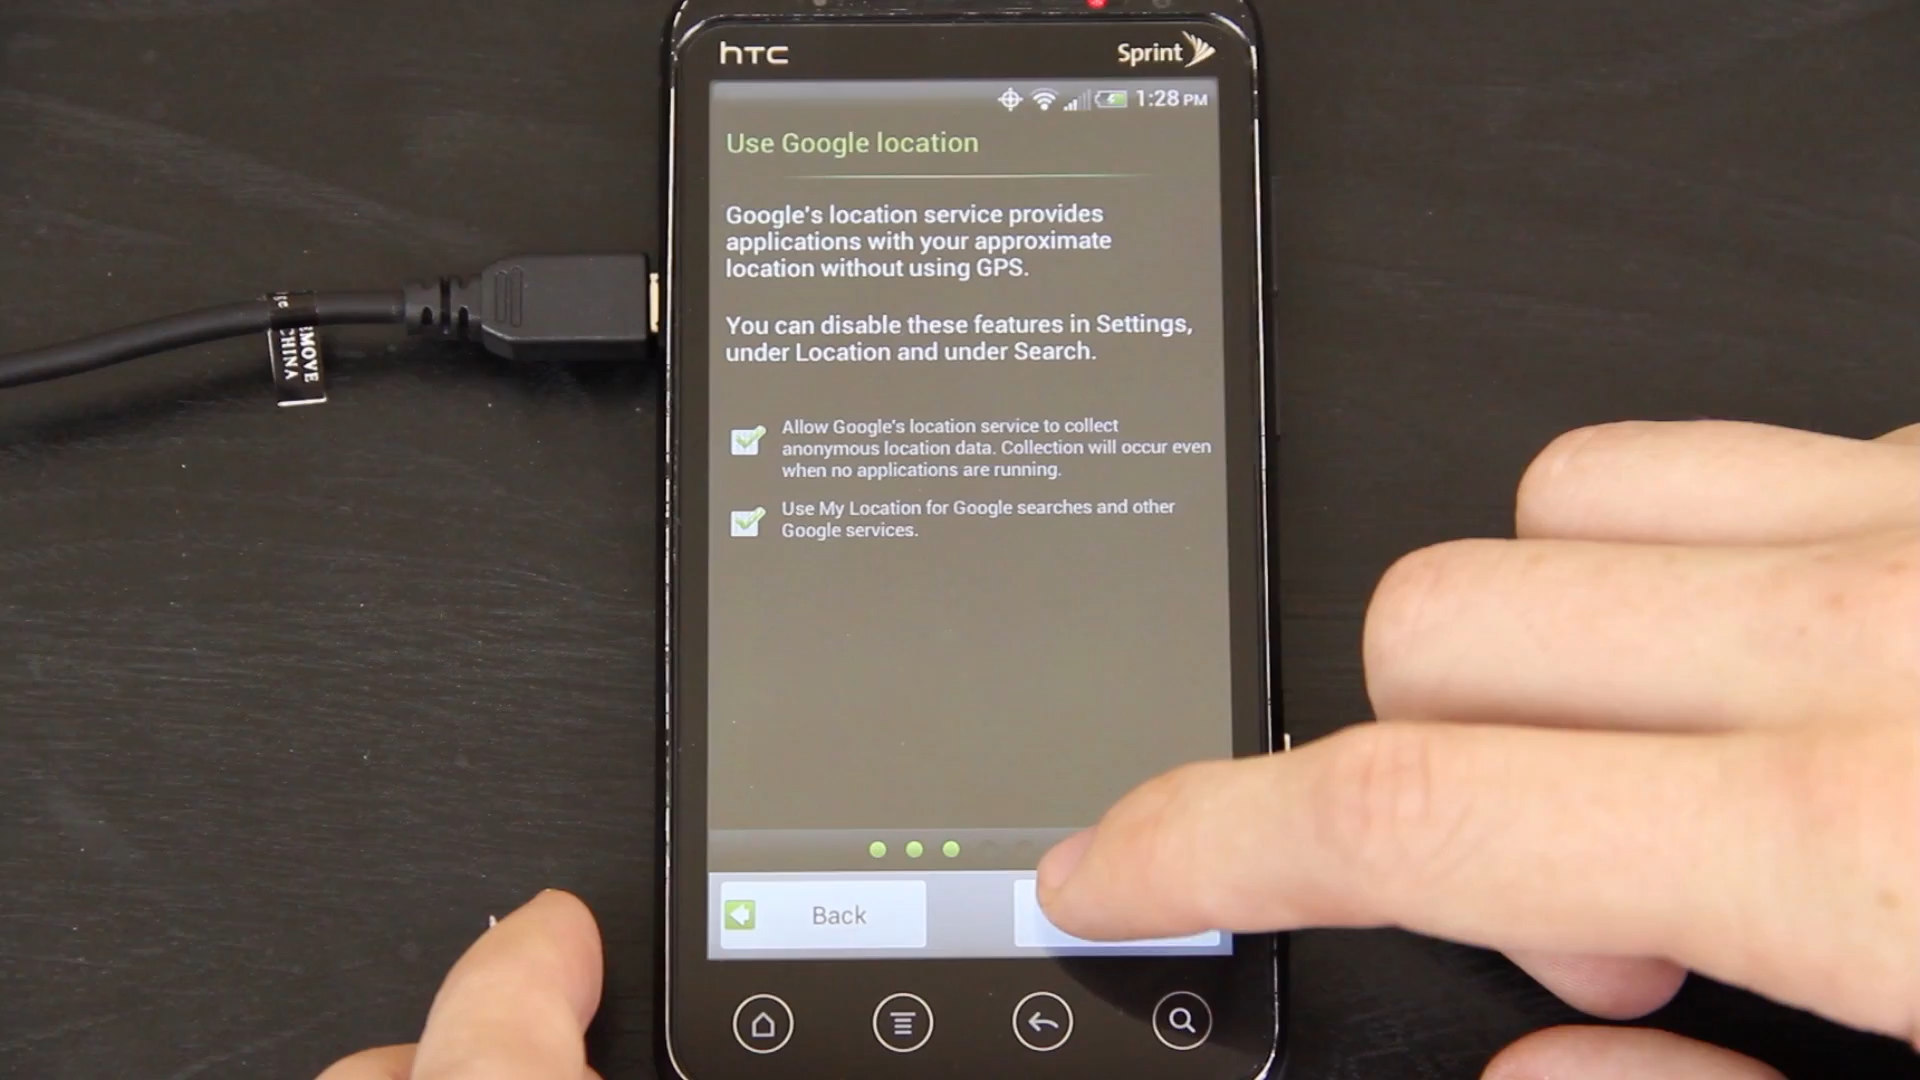 hTC
Sprint
1:28 PM
Use Google location
Google's location service provides
applications with your approximate
location without using GPS.
You can disable these features in Settings,
under Location and under Search.
Allow Google's location service to collect
anonymous location data. Collection will occur even
when no applications are running.
Use My Location for Google searches and other
Google services.
Back
EMOVE
CHINA